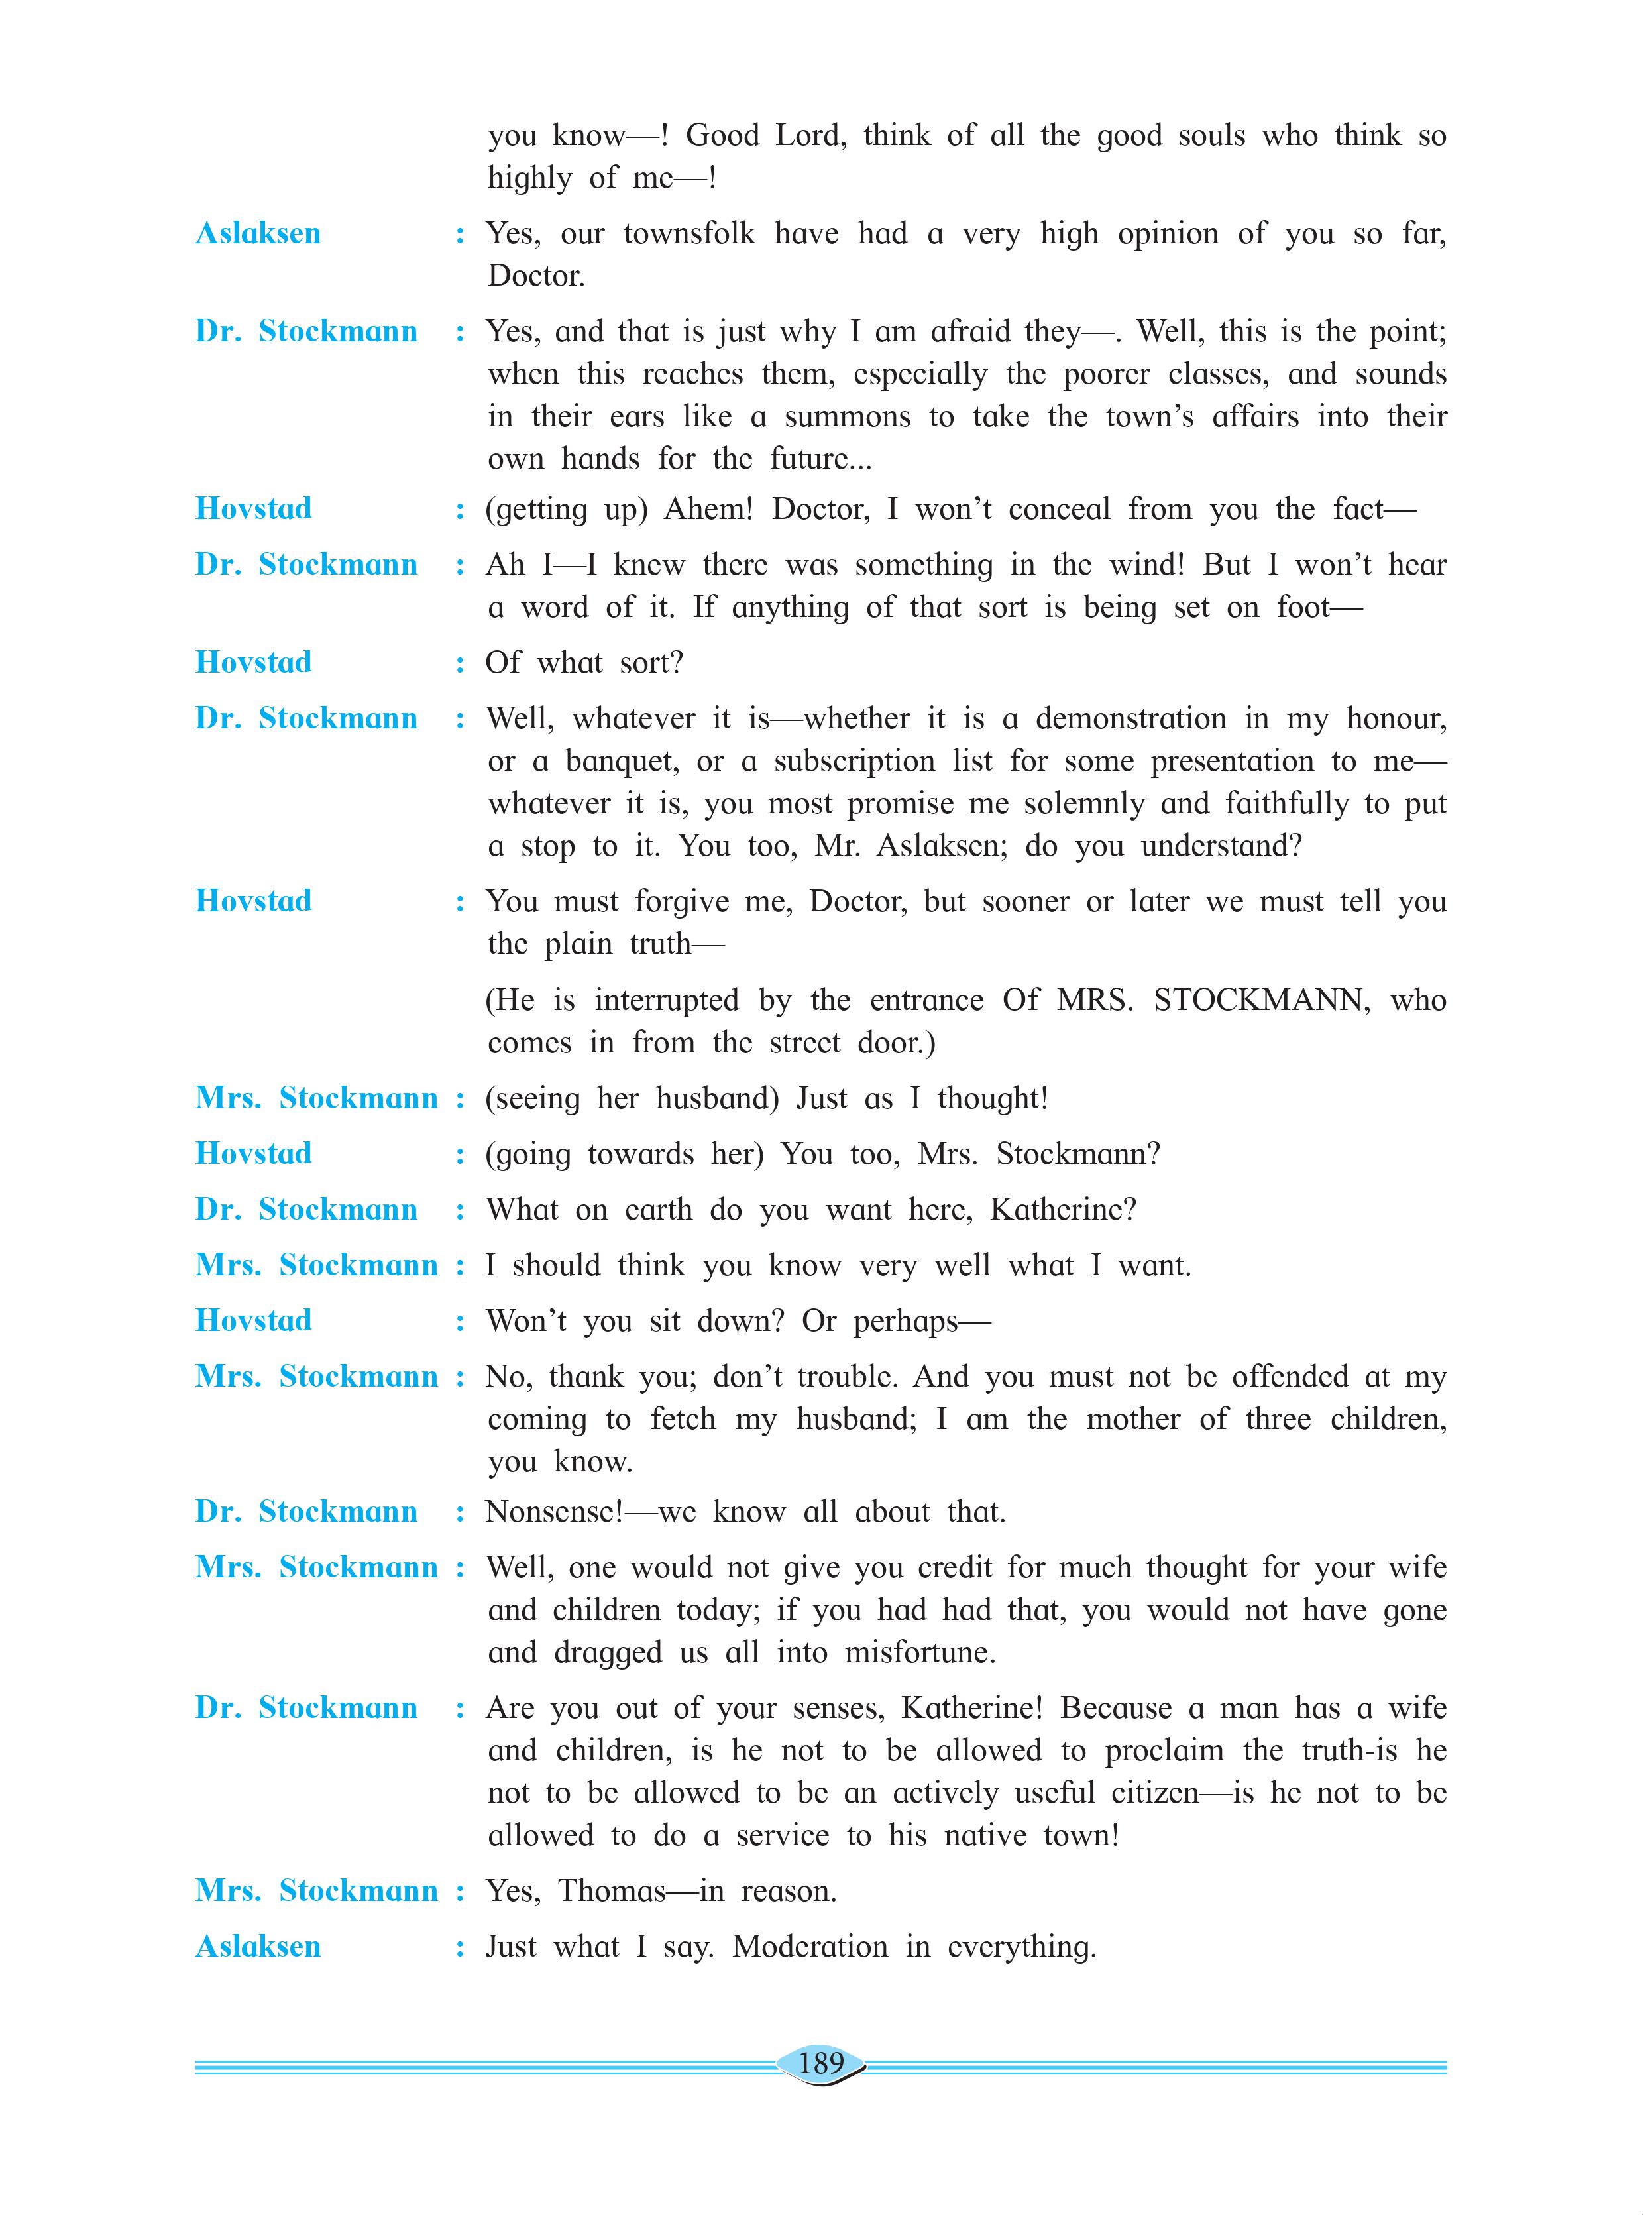 you know—! Good Lord, think of all the good souls who think so
highly of me—!
Aslaksen : Yes, our townsfolk have had a very high opinion of you so far,
Doctor.
Dr. Stockmann : Yes, and that is just why I am afraid they—. Well, this is the point;
when this reaches them, especially the poorer classes, and sounds
in their ears like a summons to take the town’s affairs into their
own hands for the future...
Hovstad : (getting up) Ahem! Doctor, I won’t conceal from you the fact—
Dr. Stockmann : Ah I—I knew there was something in the wind! But I won’t hear
a word of it. If anything of that sort is being set on foot—
Hovstad : Of what sort?
Dr. Stockmann : Well, whatever it is—whether it is a demonstration in my honour,
or a banquet, or a subscription list for some presentation to me—
whatever it is, you most promise me solemnly and faithfully to put
a stop to it. You too, Mr. Aslaksen; do you understand?
Hovstad : You must forgive me, Doctor, but sooner or later we must tell you
the plain truth—
(He is interrupted by the entrance Of MRS. STOCKMANN, who
comes in from the street door.)
Mrs. Stockmann : (seeing her husband) Just as I thought!
Hovstad : (going towards her) You too, Mrs. Stockmann?
Dr. Stockmann : What on earth do you want here, Katherine?
Mrs. Stockmann : I should think you know very well what I want.
Hovstad : Won’t you sit down? Or perhaps—
Mrs. Stockmann : No, thank you; don’t trouble. And you must not be offended at my
coming to fetch my husband; I am the mother of three children,
you know.
Dr. Stockmann : Nonsense!—we know all about that.
Mrs. Stockmann : Well, one would not give you credit for much thought for your wife
and children today; if you had had that, you would not have gone
and dragged us all into misfortune.
Dr. Stockmann : Are you out of your senses, Katherine! Because a man has a wife
and children, is he not to be allowed to proclaim the truth-is he
not to be allowed to be an actively useful citizen—is he not to be
allowed to do a service to his native town!
Mrs. Stockmann : Yes, Thomas—in reason.
Aslaksen : Just what I say. Moderation in everything.
189